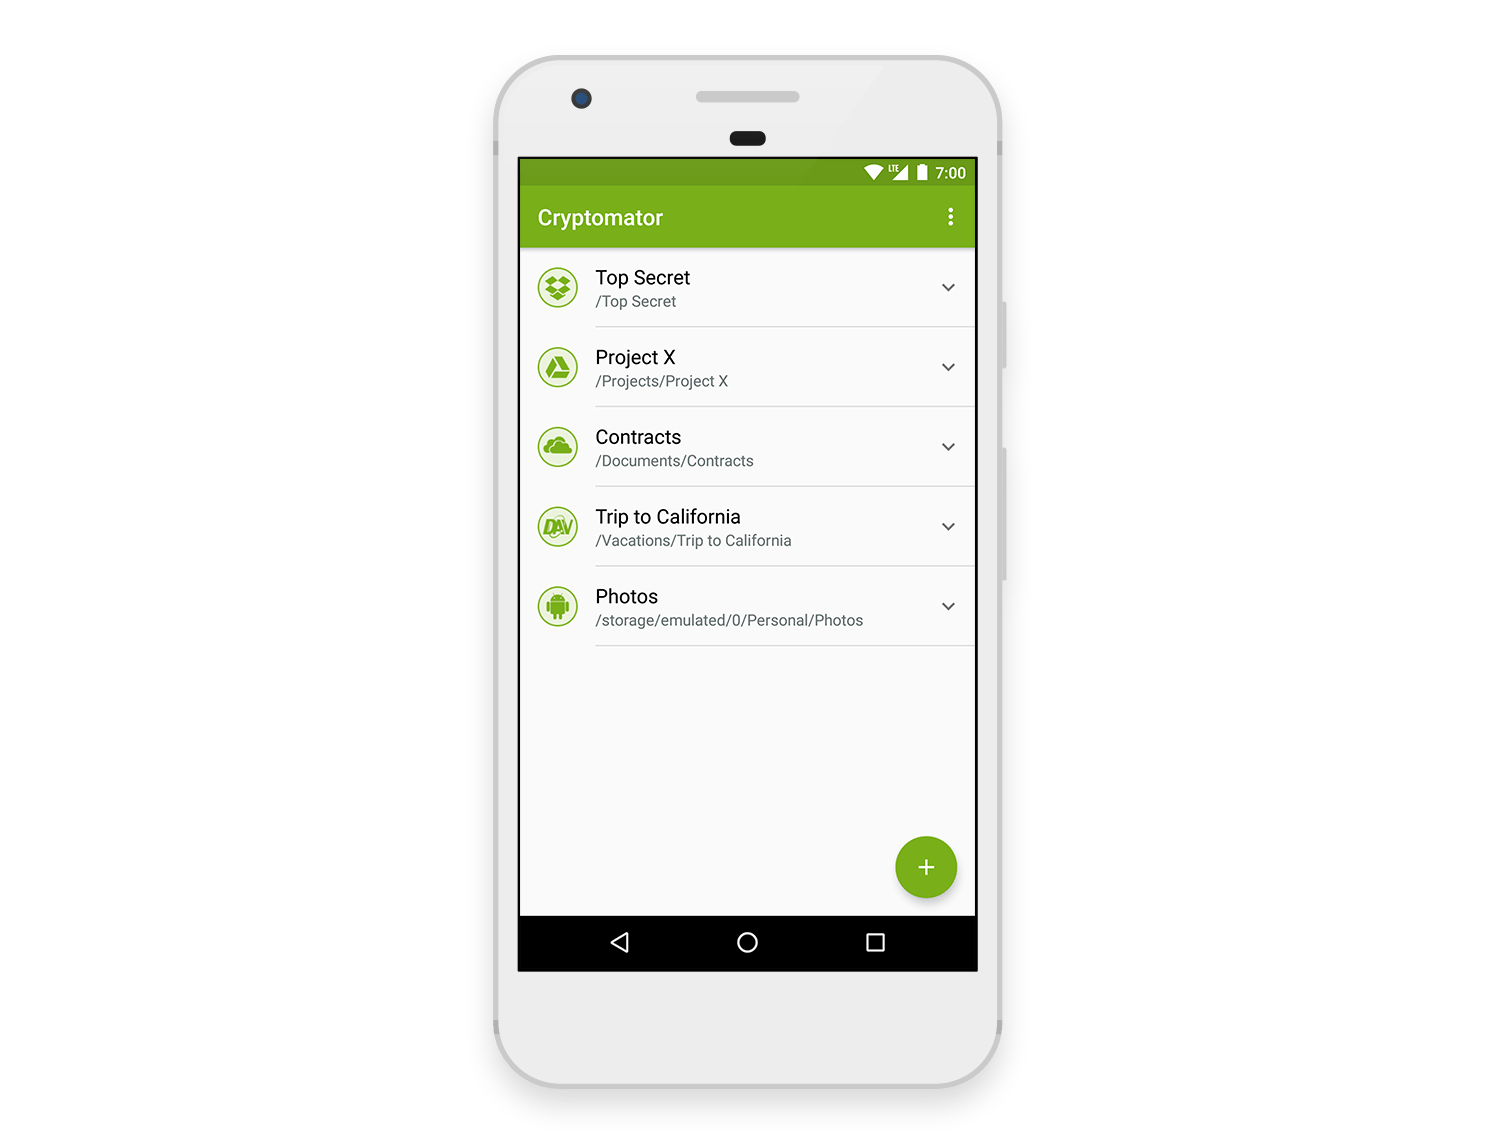 LTE 7:00
Cryptomator
Top Secret
/Top Secret
Project X
/Projects/Project X
Contracts
/Documents/Contracts
DAV
Trip to California
/Vacations/Trip to California
Photos
/storage/emulated/0/Personal/Photos